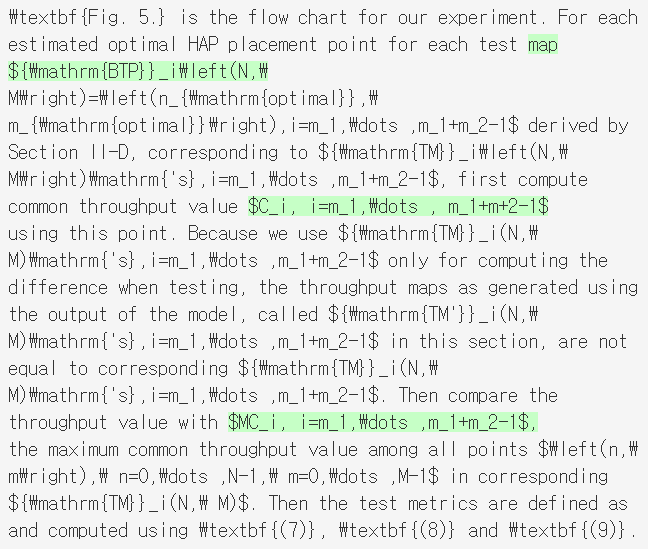 ₩textbf{Fig. 5.} is the flow chart for our experiment. For each
estimated optimal HAP placement point for each test map
${₩mathrm{BTP}}_i₩left(N,₩
M₩right)=₩left(n_{₩mathrm{optimal}},₩
m_{₩mathrm{optimal}}₩right),i=m_1,₩dots ,m_1+m_2-1$ derived by
Section II-D, corresponding to ${₩mathrm{TM}}_i₩left(N,₩
M₩right)₩mathrm{'s},i=m_1,₩dots ,m_1+m_2-1$, first compute
common throughput value $C_i, i=m_1,₩dots , m_1+m+2-1$
using this point. Because we use ${₩mathrm{TM}}_i(N,₩
M)₩mathrm{'s},i=m_1,₩dots ,m_1+m_2-1$ only for computing the
difference when testing, the throughput maps as generated using
the output of the model, called ${₩mathrm{TM'}}_i(N,₩
M)₩mathrm{'s},i=m_1,₩dots ,m_1+m_2-1$ in this section, are not
equal to corresponding ${₩mathrm{TM}}_i(N,₩
M)₩mathrm{'s},i=m_1,₩dots ,m_1+m_2-1$. Then compare the
throughput value with $MC_i, i=m_1,₩dots ,m_1+m_2-1$,
the maximum common throughput value among all points $₩left(n,₩
m₩right),₩ n=0,₩dots ,N-1,₩ m=0,₩dots ,M-1$ in corresponding
${₩mathrm{TM}}_i(N,₩ M)$. Then the test metrics are defined as
and computed using ₩textbf{(7)}, ₩textbf{(8)} and ₩textbf{(9)}.